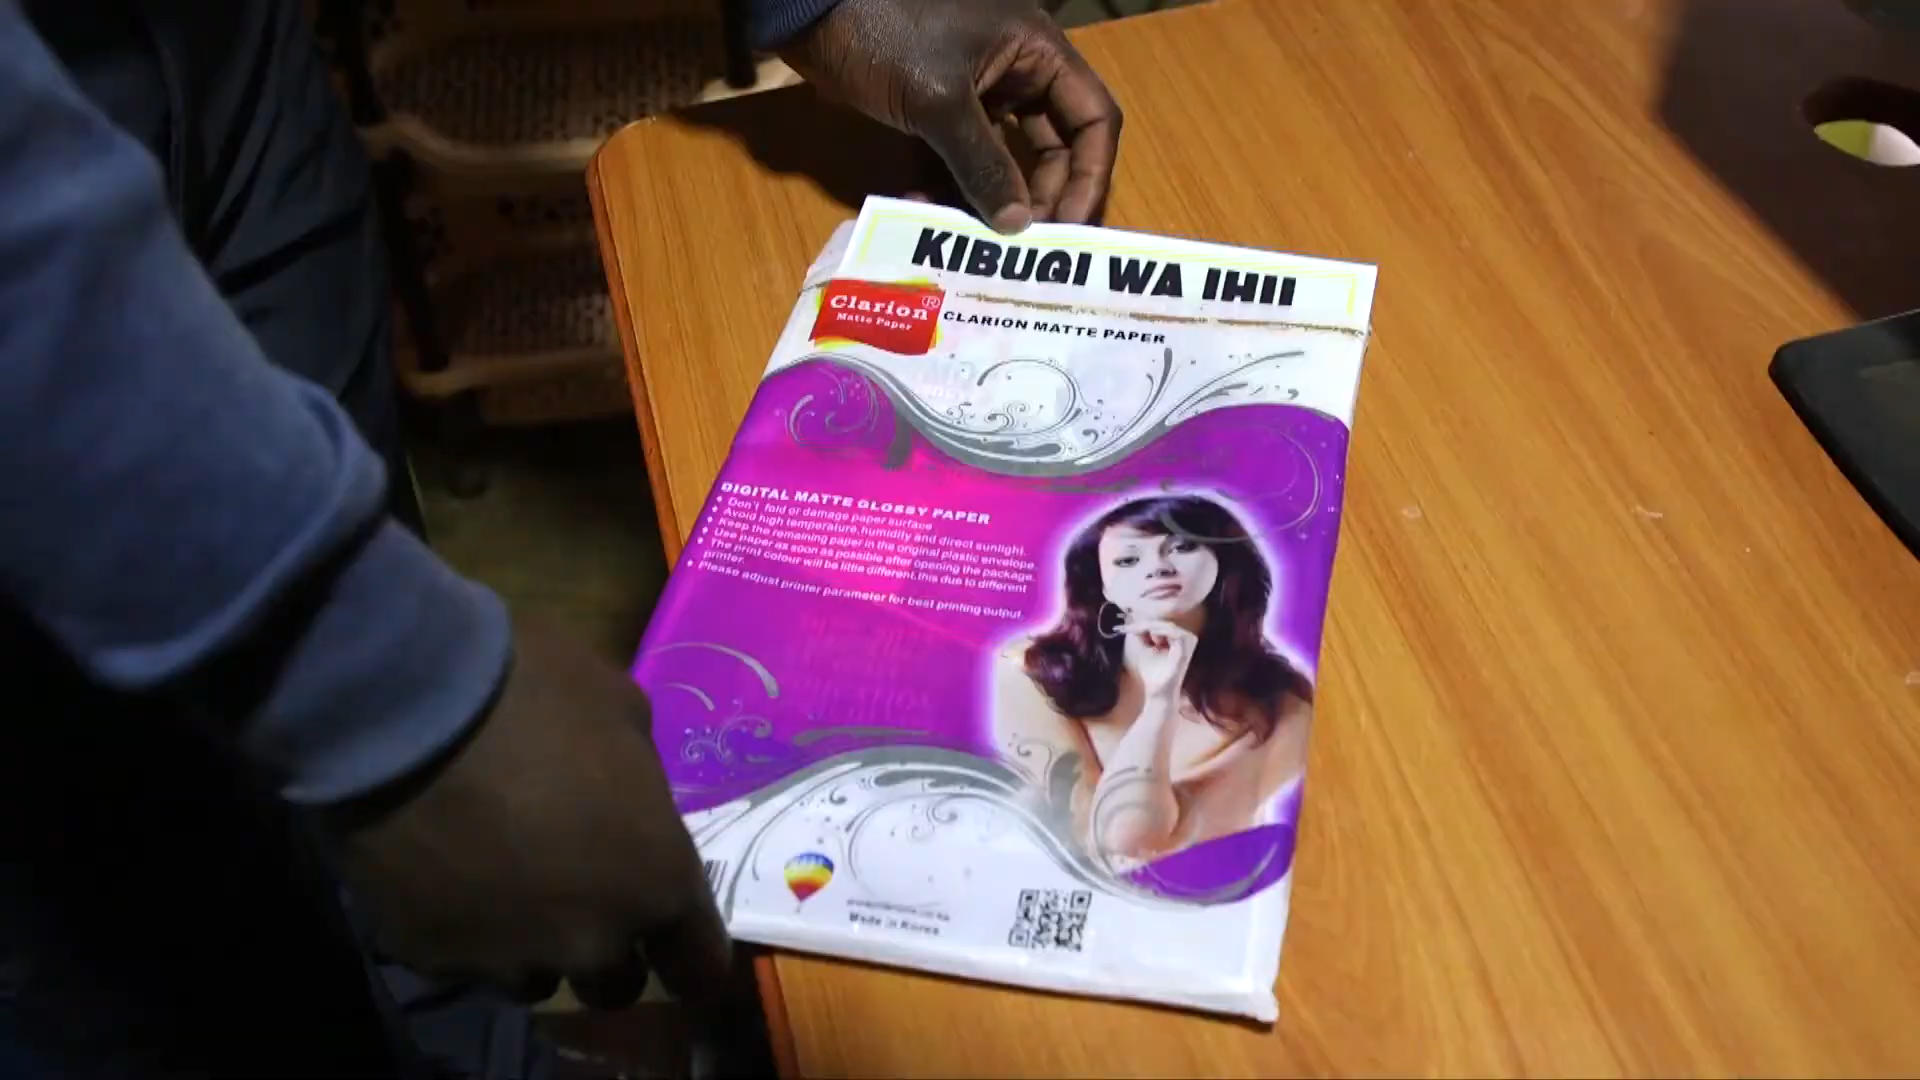 KIBUGI WA IHII
Clarion®
Matte Paper
CLARION MATTE PAPER
DIGITAL MATTE GLOSSY PAPER
Don't fold or damage paper surface
Avoid high temperature,humidity and direct sunlight.
Keep the remaining paper in the original plastic envelope.
Use paper as soon as possible after opening the package.
The print colour will be little different,this due to different
printer.
Please adjust printer parameter for best printing output.
Made in Korea